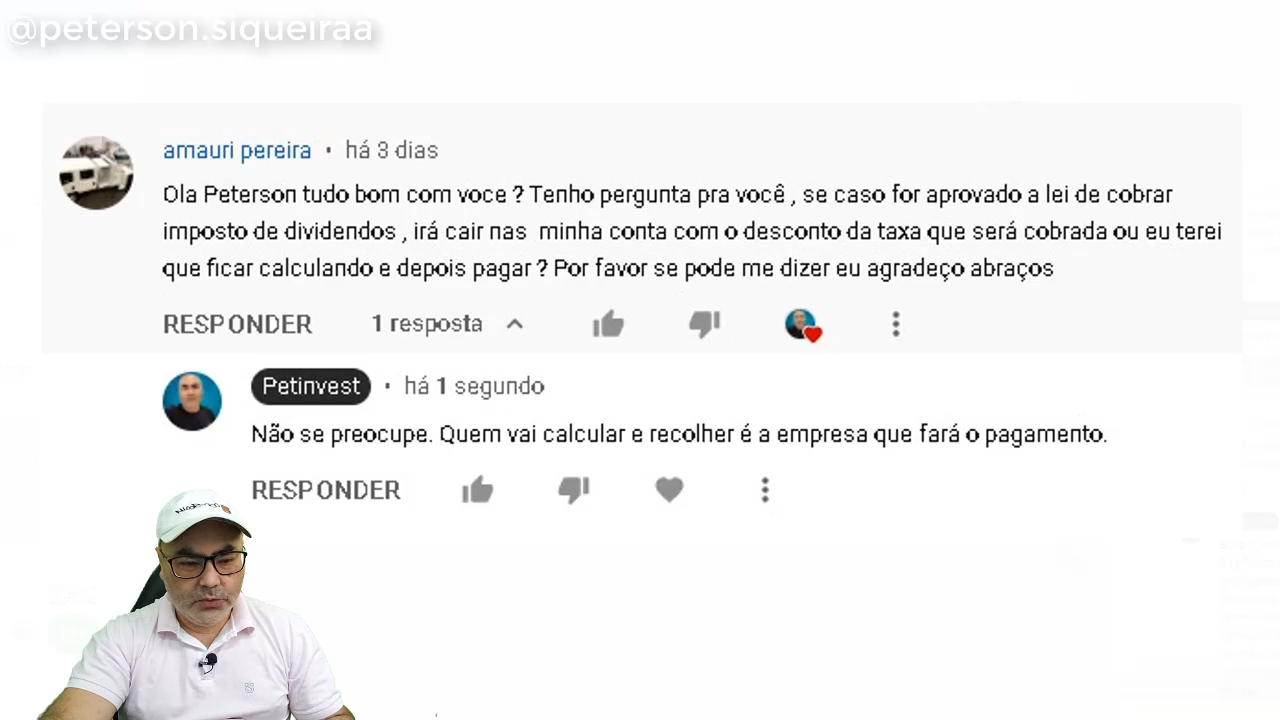 @peterson.siqueiraa
amauri pereira • há 3 dias
Ola Peterson tudo bom com voce ? Tenho pergunta pra você , se caso for aprovado a lei de cobrar
imposto de dividendos , irá cair nas minha conta com o desconto da taxa que será cobrada ou eu terei
que ficar calculando e depois pagar ? Por favor se pode me dizer eu agradeço abraços
RESPONDER 1 resposta
Petinvest • há 1 segundo
Não se preocupe. Quem vai calcular e recolher é a empresa que fará o pagamento.
RESPONDER